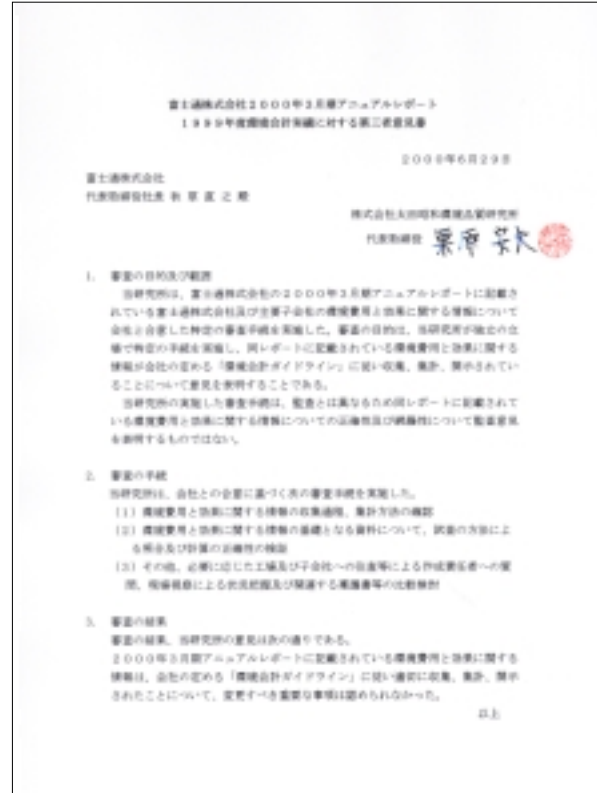 富士通株式会社２０００年３月期アニュアルレポート
１９９９年度環境会計実績に対する第三者意見書
２０００年６月２９日
富士通株式会社
代表取締役社長 秋 草 直 之 殿
株式会社太田昭和環境品質研究所
代表取締役
1. 審査の目的及び範囲
当研究所は、富士通株式会社の２０００年３月期アニュアルレポートに記載さ
れている富士通株式会社及び主要子会社の環境費用と効果に関する情報について
会社と合意した特定の審査手続を実施した。審査の目的は、当研究所が独立の立
場で特定の手続を実施し、同レポートに記載されている環境費用と効果に関する
情報が会社の定める「環境会計ガイドライン」に従い収集、集計、開示されてい
ることについて意見を表明することである。
当研究所の実施した審査手続は、監査とは異なるため同レポートに記載されて
いる環境費用と効果に関する情報についての正確性及び網羅性について監査意見
を表明するものではない。
2. 審査の手続
当研究所は、会社との合意に基づく次の審査手続を実施した。
（１）環境費用と効果に関する情報の収集過程、集計方法の確認
（２）環境費用と効果に関する情報の基礎となる資料について、試査の方法によ
る照合及び計算の正確性の検証
（３）その他、必要に応じた工場及び子会社への往査等による作成責任者への質
問、現場視察による状況把握及び関連する稟議書等の比較検討
3. 審査の結果
審査の結果、当研究所の意見は次の通りである。
２０００年３月期アニュアルレポートに記載されている環境費用と効果に関する
情報は、会社の定める「環境会計ガイドライン」に従い適切に収集、集計、開示
されたことについて、変更すべき重要な事項は認められなかった。
以上